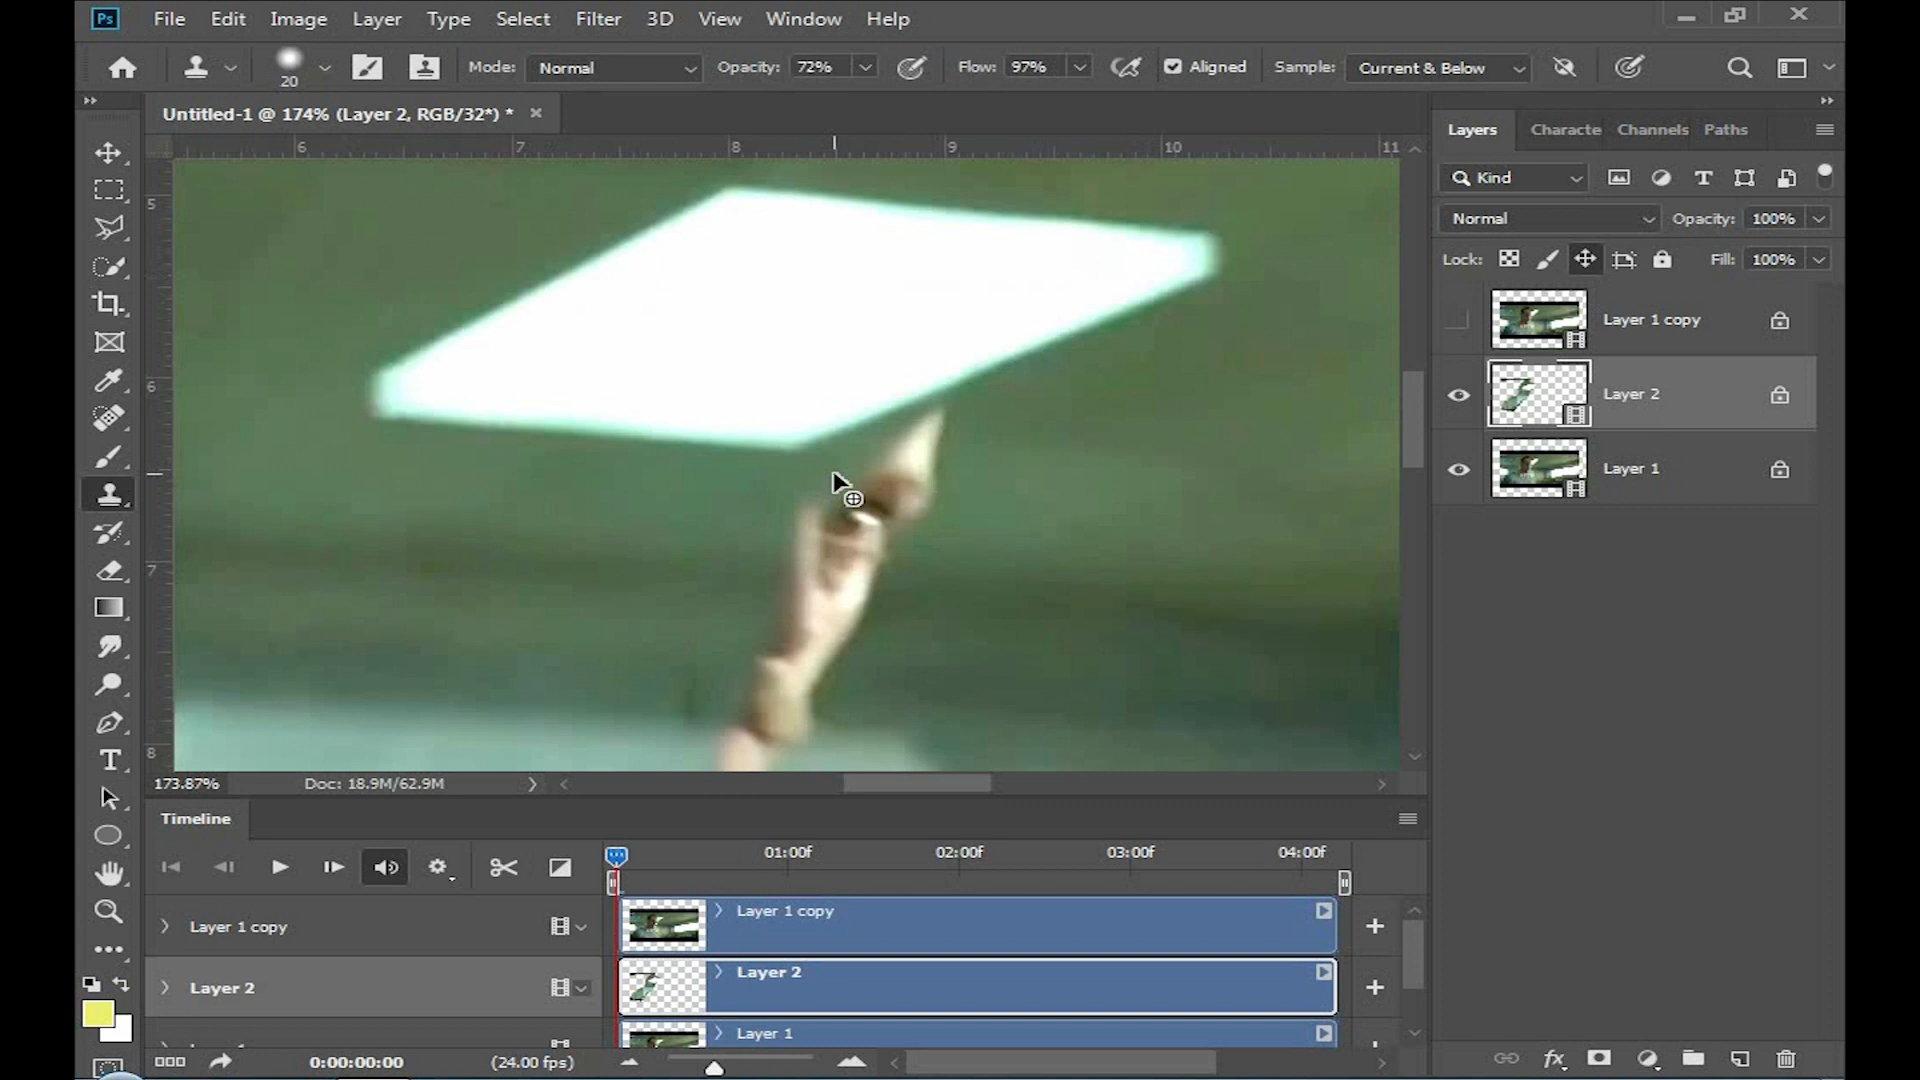 Ps File Edit Image Layer Type Select Filter 3D View Window Help
20 Mode: Normal Opacity: 72% Flow: 97% Aligned Sample: Current & Below
Untitled-1 @ 174% (Layer 2, RGB/32*) *
6 7 8 9 10 11
5
6
7
8
Layers Characte Channels Paths
Kind
Normal Opacity: 100%
Lock: Fill: 100%
Layer 1 copy
Layer 2
Layer 1
173.87% Doc: 18.9M/62.9M
Timeline
01:00f 02:00f 03:00f 04:00f
Layer 1 copy Layer 1 copy
Layer 2 Layer 2
Layer 1
0:00:00:00 (24.00 fps)